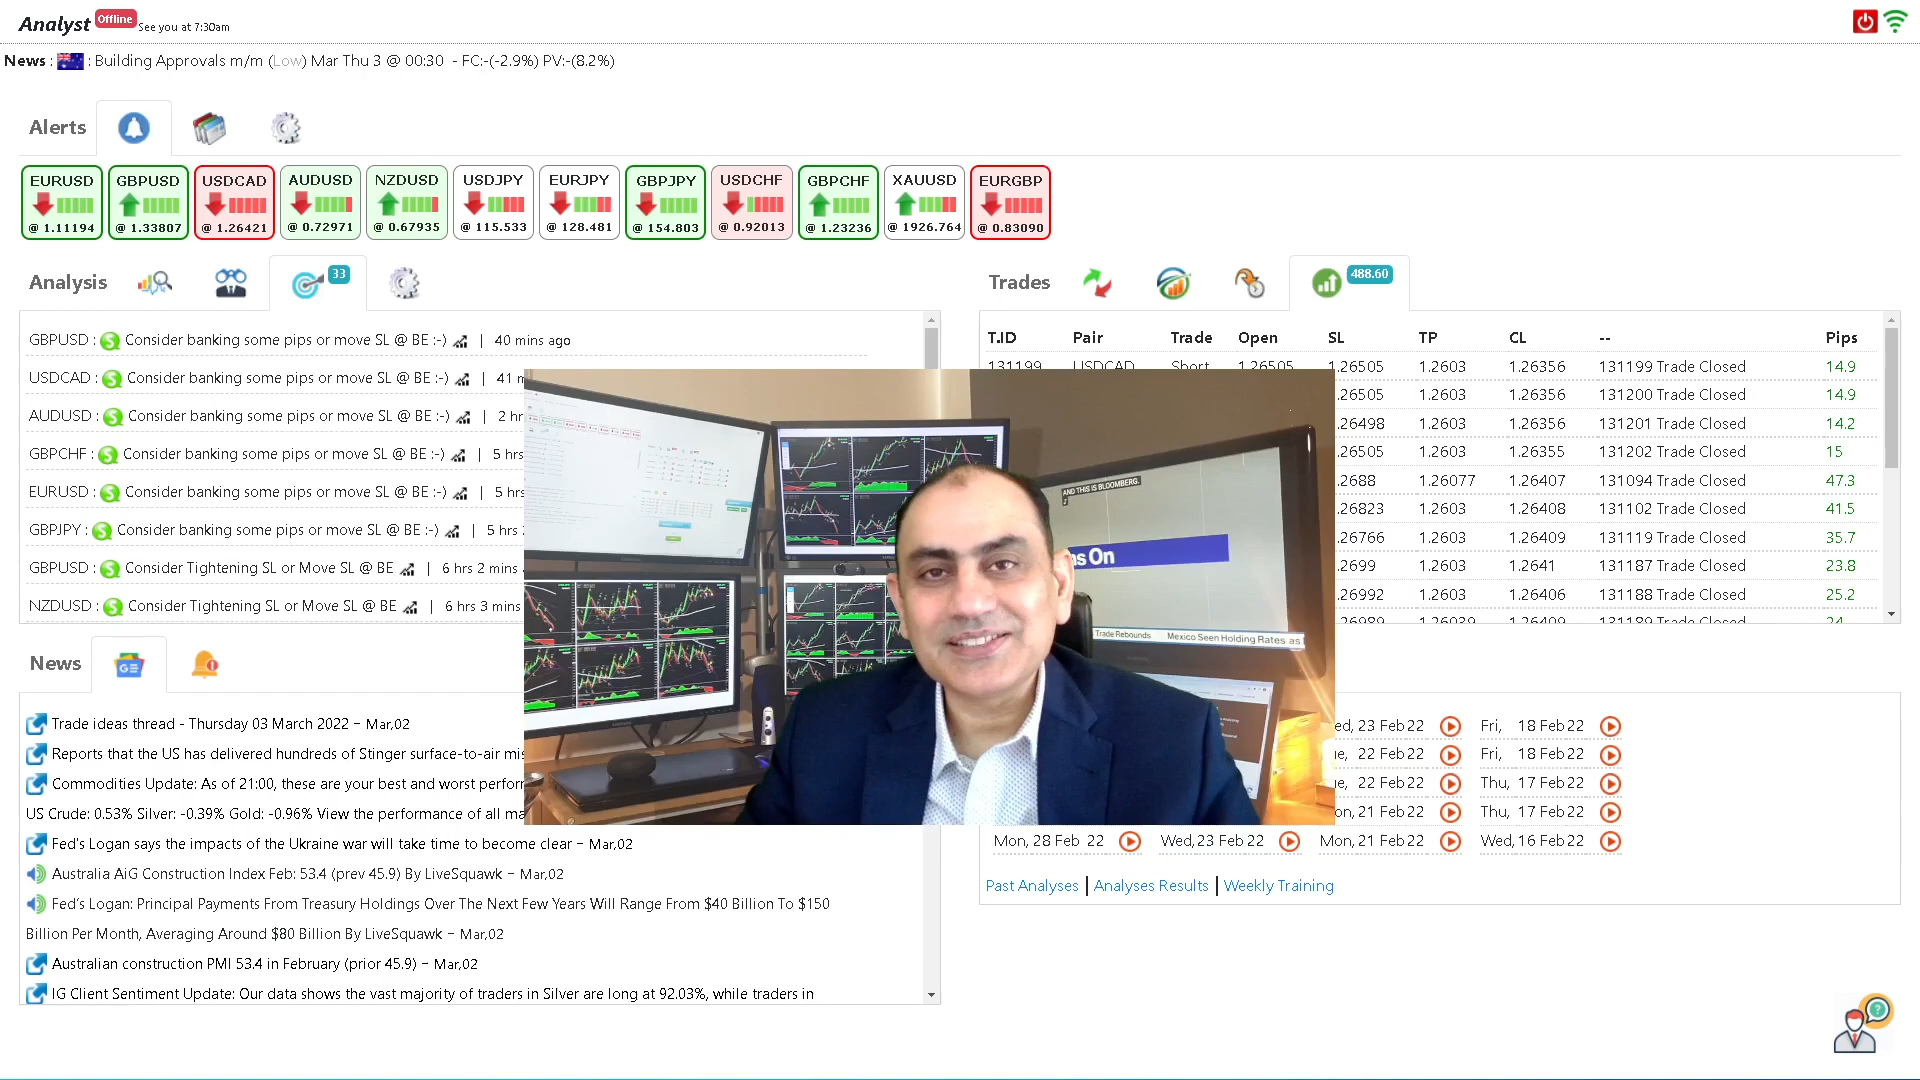 Analyst Offline See you at 7:30am
News : : Building Approvals m/m (Low) Mar Thu 3 @ 00:30 - FC:-(-2.9%) PV:-(8.2%)
Alerts
EURUSD GBPUSD USDCAD AUDUSD NZDUSD USDJPY EURJPY GBPJPY USDCHF GBPCHF XAUUSD EURGBP
@ 1.11194 @ 1.33807 @ 1.26421 @ 0.72971 @ 0.67935 @ 115.533 @ 128.481 @ 154.803 @ 0.92013 @ 1.23236 @ 1926.764 @ 0.83090
Analysis 33
GBPUSD : Consider banking some pips or move SL @ BE :-) | 40 mins ago
USDCAD : Consider banking some pips or move SL @ BE :-) | 41 m
AUDUSD : Consider banking some pips or move SL @ BE :-) | 2 hr
GBPCHF : Consider banking some pips or move SL @ BE :-) | 5 hrs
EURUSD : Consider banking some pips or move SL @ BE :-) | 5 hrs
GBPJPY : Consider banking some pips or move SL @ BE :-) | 5 hrs
GBPUSD : Consider Tightening SL or Move SL @ BE | 6 hrs 2 mins
NZDUSD : Consider Tightening SL or Move SL @ BE | 6 hrs 3 mins
Trades 488.60
T.ID Pair Trade Open SL TP CL -- Pips
131199 USDCAD Short 1.26505 1.26505 1.2603 1.26356 131199 Trade Closed 14.9
.26505 1.2603 1.26356 131200 Trade Closed 14.9
.26498 1.2603 1.26356 131201 Trade Closed 14.2
.26505 1.2603 1.26355 131202 Trade Closed 15
.2688 1.26077 1.26407 131094 Trade Closed 47.3
.26823 1.2603 1.26408 131102 Trade Closed 41.5
.26766 1.2603 1.26409 131119 Trade Closed 35.7
.2699 1.2603 1.2641 131187 Trade Closed 23.8
.26992 1.2603 1.26406 131188 Trade Closed 25.2
.26989 1.26039 1.26409 131189 Trade Closed 24
AND THIS IS BLOOMBERG.
ns On
Trade Rebounds Mexico Seen Holding Rates as
News
Trade ideas thread - Thursday 03 March 2022 – Mar,02
Reports that the US has delivered hundreds of Stinger surface-to-air mis
Commodities Update: As of 21:00, these are your best and worst perfor
US Crude: 0.53% Silver: -0.39% Gold: -0.96% View the performance of all ma
Fed's Logan says the impacts of the Ukraine war will take time to become clear – Mar,02
Australia AiG Construction Index Feb: 53.4 (prev 45.9) By LiveSquawk – Mar,02
Fed’s Logan: Principal Payments From Treasury Holdings Over The Next Few Years Will Range From $40 Billion To $150
Billion Per Month, Averaging Around $80 Billion By LiveSquawk – Mar,02
Australian construction PMI 53.4 in February (prior 45.9) – Mar,02
IG Client Sentiment Update: Our data shows the vast majority of traders in Silver are long at 92.03%, while traders in
ed, 23 Feb 22 Fri, 18 Feb 22
ue, 22 Feb 22 Fri, 18 Feb 22
ue, 22 Feb 22 Thu, 17 Feb 22
on, 21 Feb 22 Thu, 17 Feb 22
Mon, 28 Feb 22 Wed, 23 Feb 22 Mon, 21 Feb 22 Wed, 16 Feb 22
Past Analyses | Analyses Results | Weekly Training